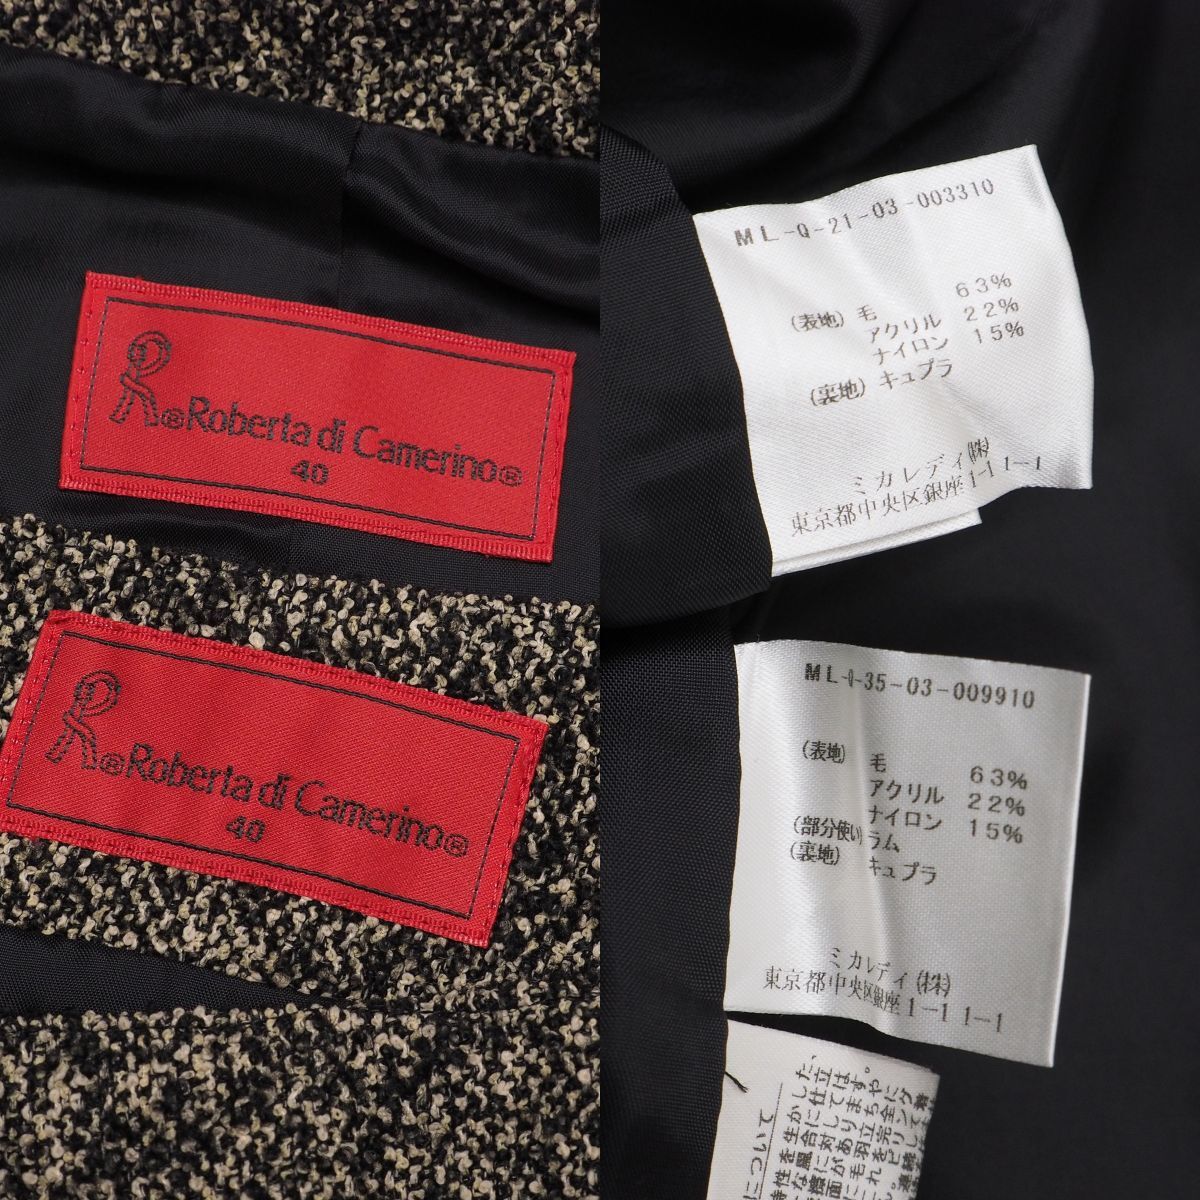 R®Roberta di Camerino®
40
R®Roberta di Camerino®
40
ML-Q-21-03-003310
(表地) 毛 63%
アクリル 22%
ナイロン 15%
(裏地) キュプラ
ミカレディ(株)
東京都中央区銀座1-11-1
ML-Q-35-03-009910
(表地) 毛 63%
アクリル 22%
ナイロン 15%
(部分使い) ラム
(裏地) キュプラ
ミカレディ(株)
東京都中央区銀座1-11-1